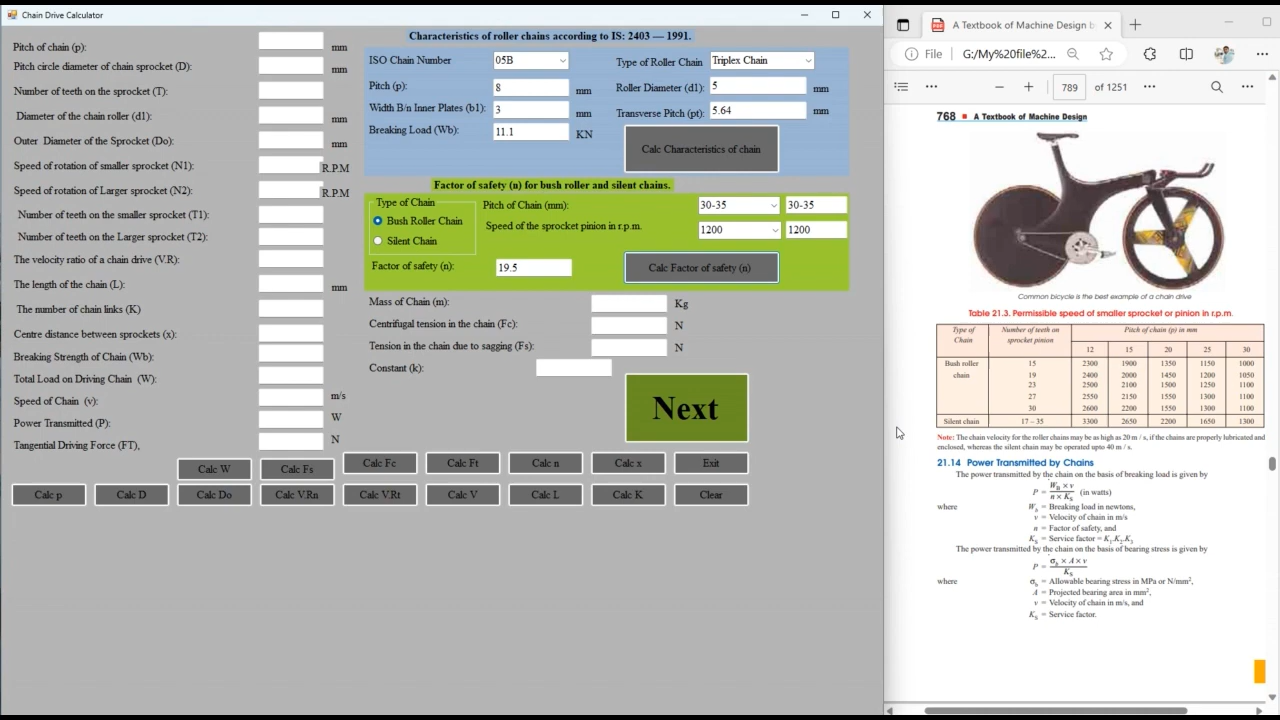 Chain Drive Calculator
Pitch of chain (p):
mm
Pitch circle diameter of chain sprocket (D):
mm
Number of teeth on the sprocket (T):
Diameter of the chain roller (d1):
mm
Outer Diameter of the Sprocket (Do):
mm
Speed of rotation of smaller sprocket (N1):
R.P.M
Speed of rotation of Larger sprocket (N2):
R.P.M
Number of teeth on the smaller sprocket (T1):
Number of teeth on the Larger sprocket (T2):
The velocity ratio of a chain drive (V.R):
The length of the chain (L):
mm
The number of chain links (K)
Centre distance between sprockets (x):
Breaking Strength of Chain (Wb):
Total Load on Driving Chain (W):
Speed of Chain (v):
m/s
Power Transmitted (P):
W
Tangential Driving Force (FT),
N
Characteristics of roller chains according to IS: 2403 — 1991.
ISO Chain Number 05B Type of Roller Chain Triplex Chain
Pitch (p): 8 mm Roller Diameter (d1): 5 mm
Width B/n Inner Plates (b1): 3 mm Transverse Pitch (pt): 5.64 mm
Breaking Load (Wb): 11.1 KN
Calc Characteristics of chain
Factor of safety (n) for bush roller and silent chains.
Type of Chain
Bush Roller Chain
Silent Chain
Pitch of Chain (mm): 30-35 30-35
Speed of the sprocket pinion in r.p.m. 1200 1200
Factor of safety (n): 19.5 Calc Factor of safety (n)
Mass of Chain (m): Kg
Centrifugal tension in the chain (Fc): N
Tension in the chain due to sagging (Fs): N
Constant (k):
Next
Calc W Calc Fs Calc Fc Calc Ft Calc n Calc x Exit
Calc p Calc D Calc Do Calc V.Rn Calc V.Rt Calc V Calc L Calc K Clear
A Textbook of Machine Design b
File G:/My%20file%2...
789 of 1251
768 ■ A Textbook of Machine Design
Common bicycle is the best example of a chain drive
Table 21.3. Permissible speed of smaller sprocket or pinion in r.p.m.
Type of Chain Number of teeth on sprocket pinion Pitch of chain (p) in mm
12 15 20 25 30
Bush roller 15 2300 1900 1350 1150 1000
chain 19 2400 2000 1450 1200 1050
23 2500 2100 1500 1250 1100
27 2550 2150 1550 1300 1100
30 2600 2200 1550 1300 1100
Silent chain 17 – 35 3300 2650 2200 1650 1300
Note: The chain velocity for the roller chains may be as high as 20 m / s, if the chains are properly lubricated and
enclosed, whereas the silent chain may be operated upto 40 m / s.
21.14 Power Transmitted by Chains
The power transmitted by the chain on the basis of breaking load is given by
P = W_B × v / n × K_S (in watts)
where W_b = Breaking load in newtons,
v = Velocity of chain in m/s
n = Factor of safety, and
K_S = Service factor = K_1.K_2.K_3
The power transmitted by the chain on the basis of bearing stress is given by
P = σ_b × A × v / K_S
where σ_b = Allowable bearing stress in MPa or N/mm²,
A = Projected bearing area in mm²,
v = Velocity of chain in m/s, and
K_S = Service factor.